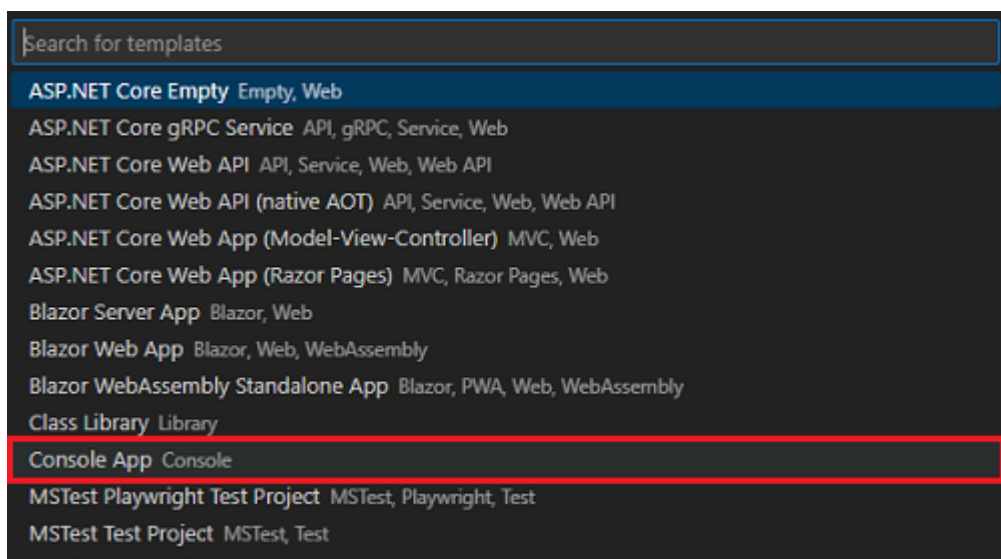 Search for templates
ASP.NET Core Empty Empty, Web
ASP.NET Core gRPC Service API, gRPC, Service, Web
ASP.NET Core Web API API, Service, Web, Web API
ASP.NET Core Web API (native AOT) API, Service, Web, Web API
ASP.NET Core Web App (Model-View-Controller) MVC, Web
ASP.NET Core Web App (Razor Pages) MVC, Razor Pages, Web
Blazor Server App Blazor, Web
Blazor Web App Blazor, Web, WebAssembly
Blazor WebAssembly Standalone App Blazor, PWA, Web, WebAssembly
Class Library Library
Console App Console
MSTest Playwright Test Project MSTest, Playwright, Test
MSTest Test Project MSTest, Test